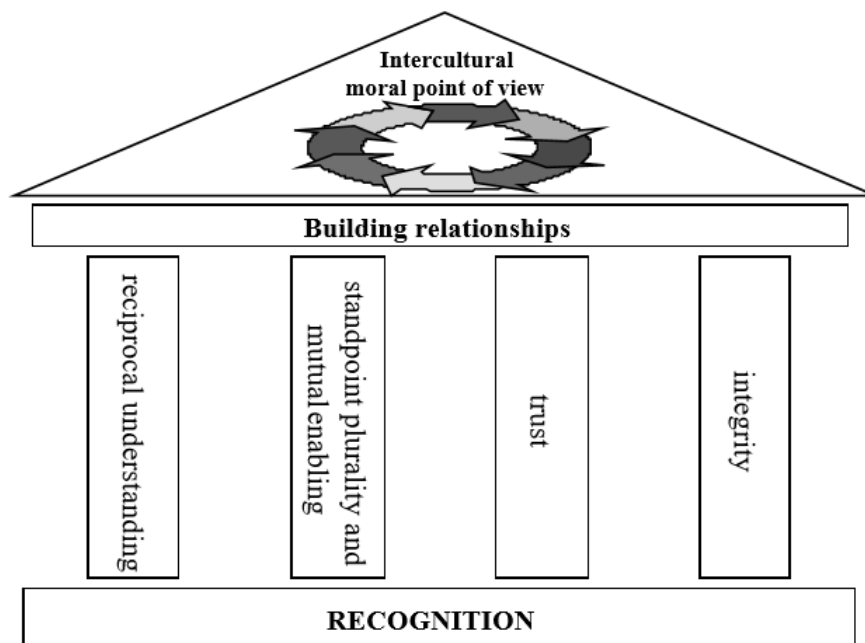 Intercultural
moral point of view
Building relationships
reciprocal understanding
standpoint plurality and
mutual enabling
trust
integrity
RECOGNITION